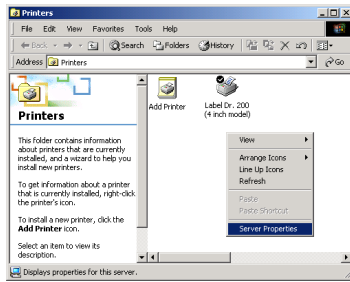 Printers
File Edit View Favorites Tools Help
Back Search Folders History
Address Printers Go
Printers
This folder contains information
about printers that are currently
installed, and a wizard to help you
install new printers.
To get information about a printer
that is currently installed, right-click
the printer's icon.
To install a new printer, click the
Add Printer icon.
Select an item to view its
description.
Add Printer
Label Dr. 200
(4 inch model)
View
Arrange Icons
Line Up Icons
Refresh
Paste
Paste Shortcut
Server Properties
Displays properties for this server.